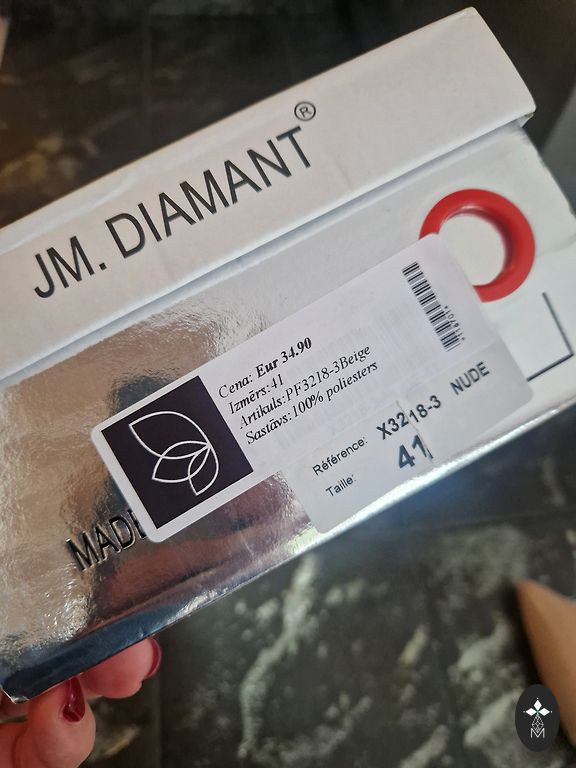 JM. DIAMANT®
Cena: Eur 34.90
Izmērs:41
Artikuls:PF3218-3Beige
Sastāvs:100% poliesters
Référence: X3218-3 NUDE
Taille: 41
MADE
M